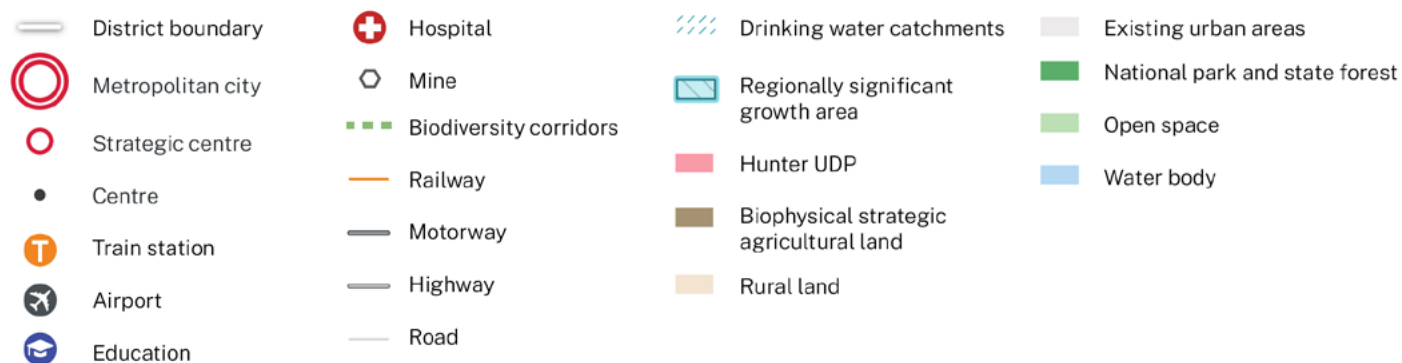 District boundary
Metropolitan city
Strategic centre
Centre
T
Train station
Airport
Education
Hospital
Mine
Biodiversity corridors
Railway
Motorway
Highway
Road
Drinking water catchments
Regionally significant
growth area
Hunter UDP
Biophysical strategic
agricultural land
Rural land
Existing urban areas
National park and state forest
Open space
Water body